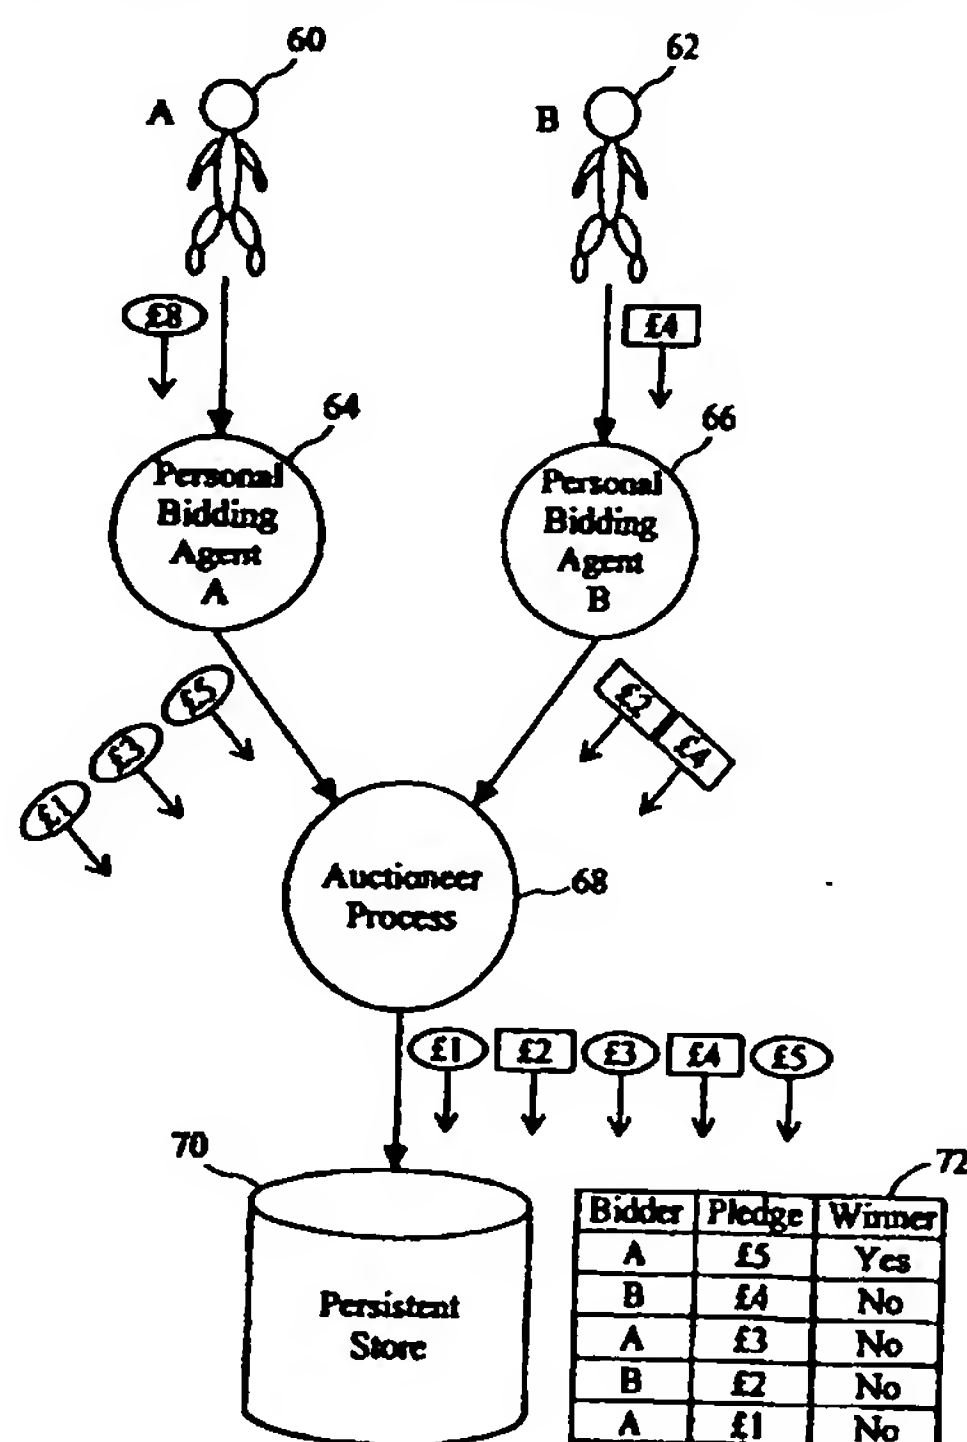 60
62
A
B
£8
£4
64
66
Personal
Bidding
Agent
A
Personal
Bidding
Agent
B
£5
£3
£1
£2
£4
Auctioneer
Process
68
£1 £2 £3 £4 £5
70
72
Persistent
Store
Bidder Pledge Winner
A £5 Yes
B £4 No
A £3 No
B £2 No
A £1 No